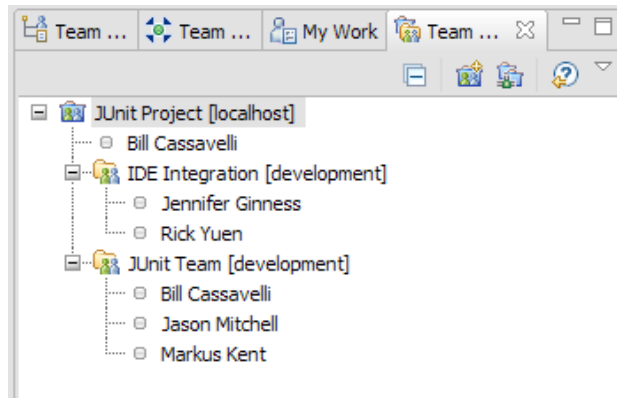 Team ... Team ... My Work Team ...
JUnit Project [localhost]
Bill Cassavelli
IDE Integration [development]
Jennifer Ginness
Rick Yuen
JUnit Team [development]
Bill Cassavelli
Jason Mitchell
Markus Kent